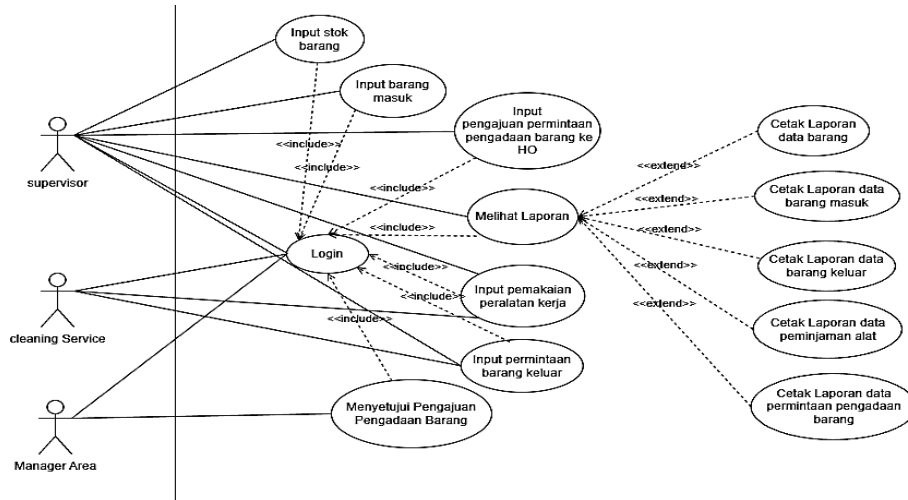 Input stok
barang
Input barang
masuk
Input
pengajuan permintaan
pengadaan barang ke
HO
Cetak Laporan
data barang
<<include>>
<<include>>
<<extend>>
supervisor
<<include>>
Cetak Laporan data
barang masuk
<<extend>>
Melihat Laporan
<<include>>
<<extend>>
Login
Cetak Laporan data
barang keluar
<<include>>
<<extend>>
Input pemakaian
peralatan kerja
<<include>>
<<extend>>
<<include>>
Cetak Laporan data
peminjaman alat
cleaning Service
Input permintaan
barang keluar
Menyetujui Pengajuan
Pengadaan Barang
Cetak Laporan data
permintaan pengadaan
barang
Manager Area